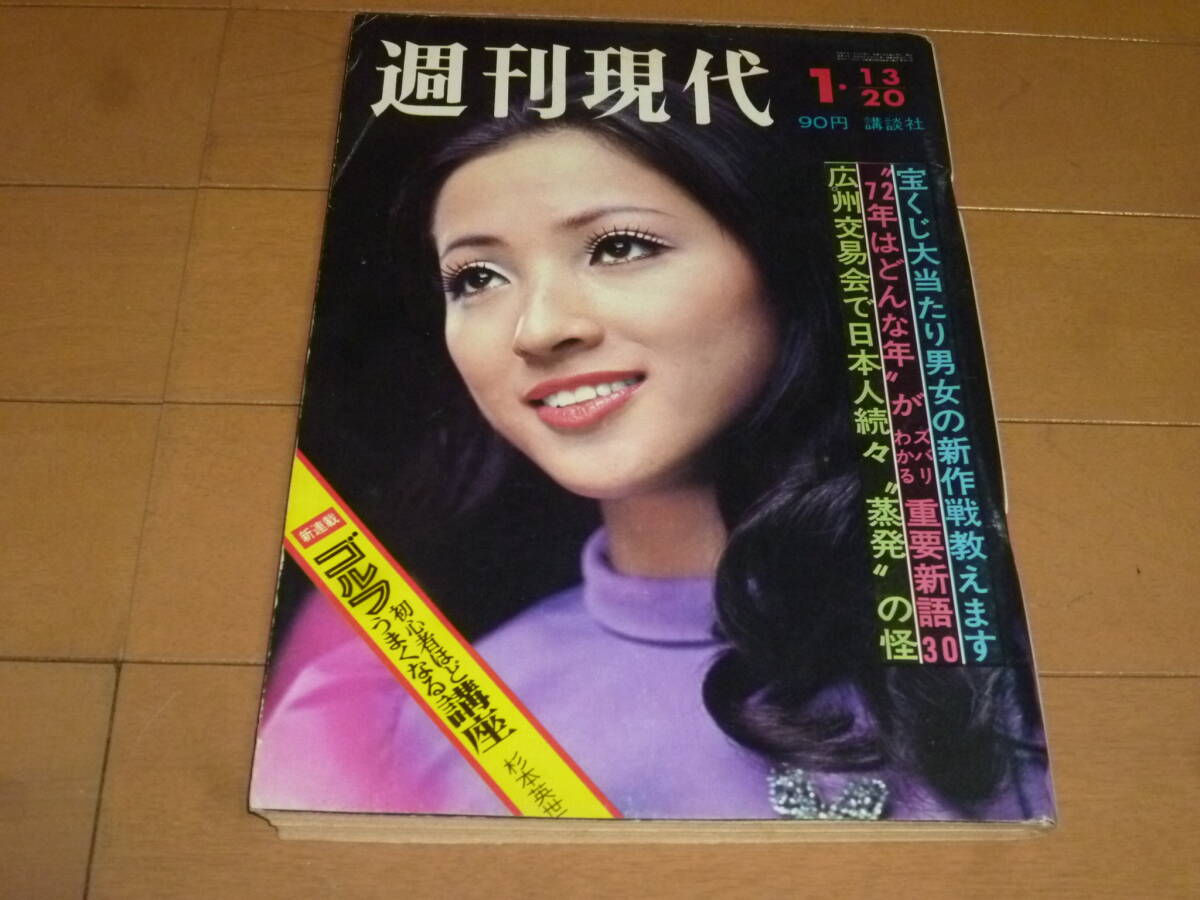 週刊現代
1・13/20
90円 講談社
宝くじ大当たり男女の新作戦教えます
〝72年はどんな年〟がズバリわかる重要新語30
広州交易会で日本人続々〝蒸発〟の怪
新連載
ゴルフ初心者ほどうまくなる講座
杉本英世